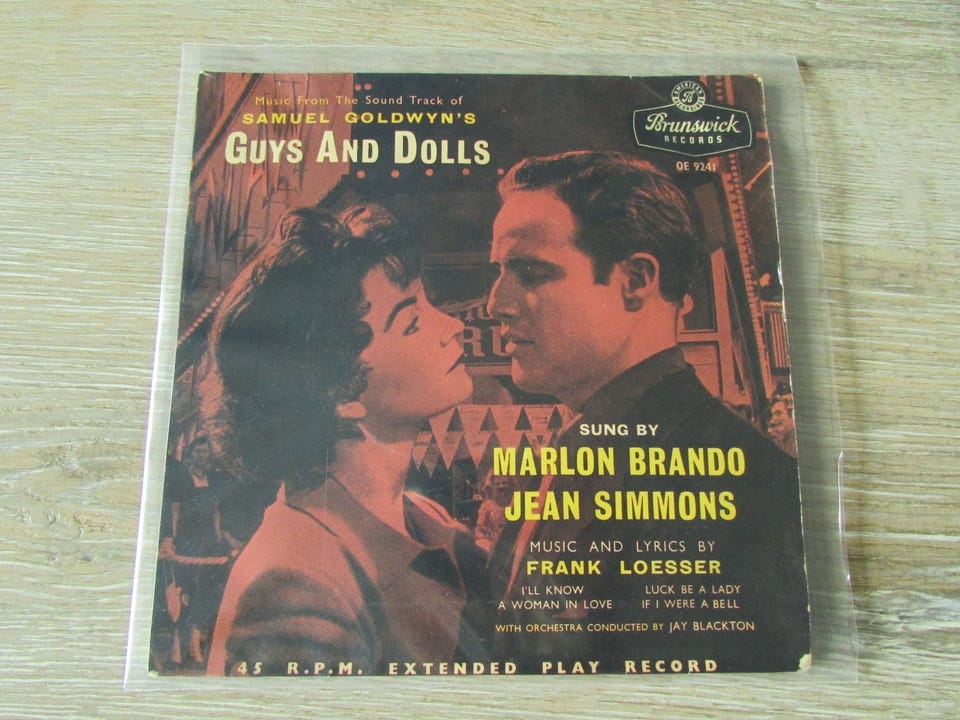 Music From The Sound Track of
SAMUEL GOLDWYN'S
GUYS AND DOLLS
AMERICAN
B
Brunswick
RECORDS
OE 9241
RU
SUNG BY
MARLON BRANDO
JEAN SIMMONS
MUSIC AND LYRICS BY
FRANK LOESSER
I'LL KNOW LUCK BE A LADY
A WOMAN IN LOVE IF I WERE A BELL
WITH ORCHESTRA CONDUCTED BY JAY BLACKTON
45 R.P.M. EXTENDED PLAY RECORD